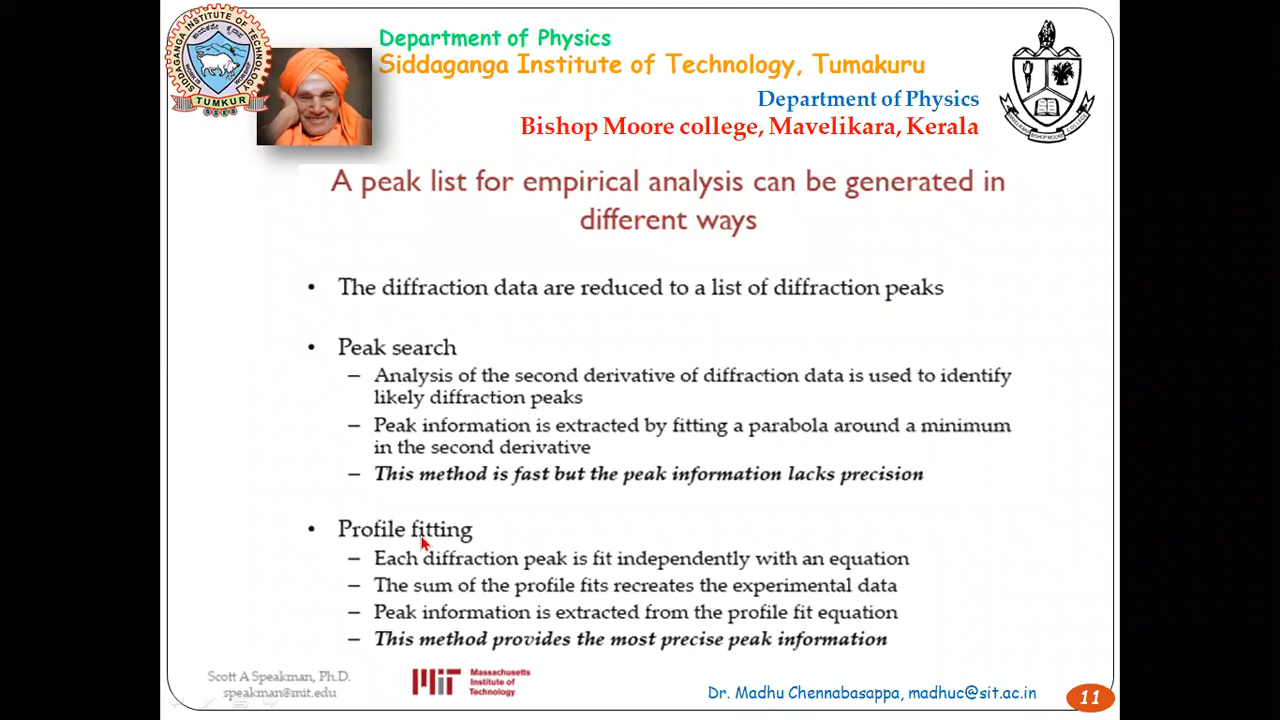 Department of Physics
Siddaganga Institute of Technology, Tumakuru
Department of Physics
Bishop Moore college, Mavelikara, Kerala
SIDDAGANGA INSTITUTE OF TECHNOLOGY
TUMKUR
A peak list for empirical analysis can be generated in
different ways
• The diffraction data are reduced to a list of diffraction peaks
• Peak search
– Analysis of the second derivative of diffraction data is used to identify
likely diffraction peaks
– Peak information is extracted by fitting a parabola around a minimum
in the second derivative
– This method is fast but the peak information lacks precision
• Profile fitting
– Each diffraction peak is fit independently with an equation
– The sum of the profile fits recreates the experimental data
– Peak information is extracted from the profile fit equation
– This method provides the most precise peak information
Scott A Speakman, Ph.D.
speakman@mit.edu
MIT
Massachusetts
Institute of
Technology
Dr. Madhu Chennabasappa, madhuc@sit.ac.in
11